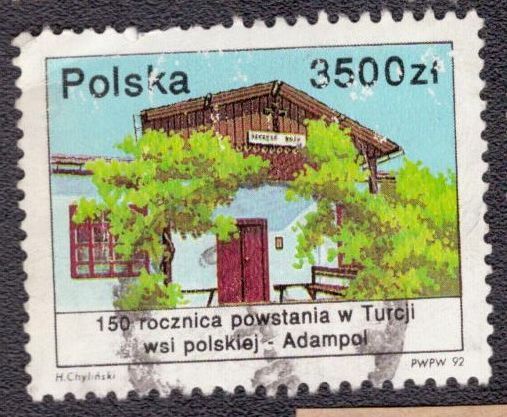 Polska 3500zł
150 rocznica powstania w Turcji
wsi polskiej - Adampol
H.Chyliński PWPW 92